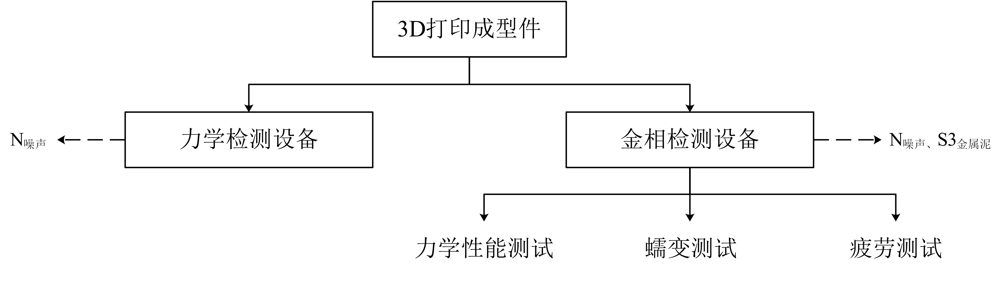 3D打印成型件
力学检测设备
金相检测设备
N噪声
N噪声、S3金属泥
力学性能测试
蠕变测试
疲劳测试